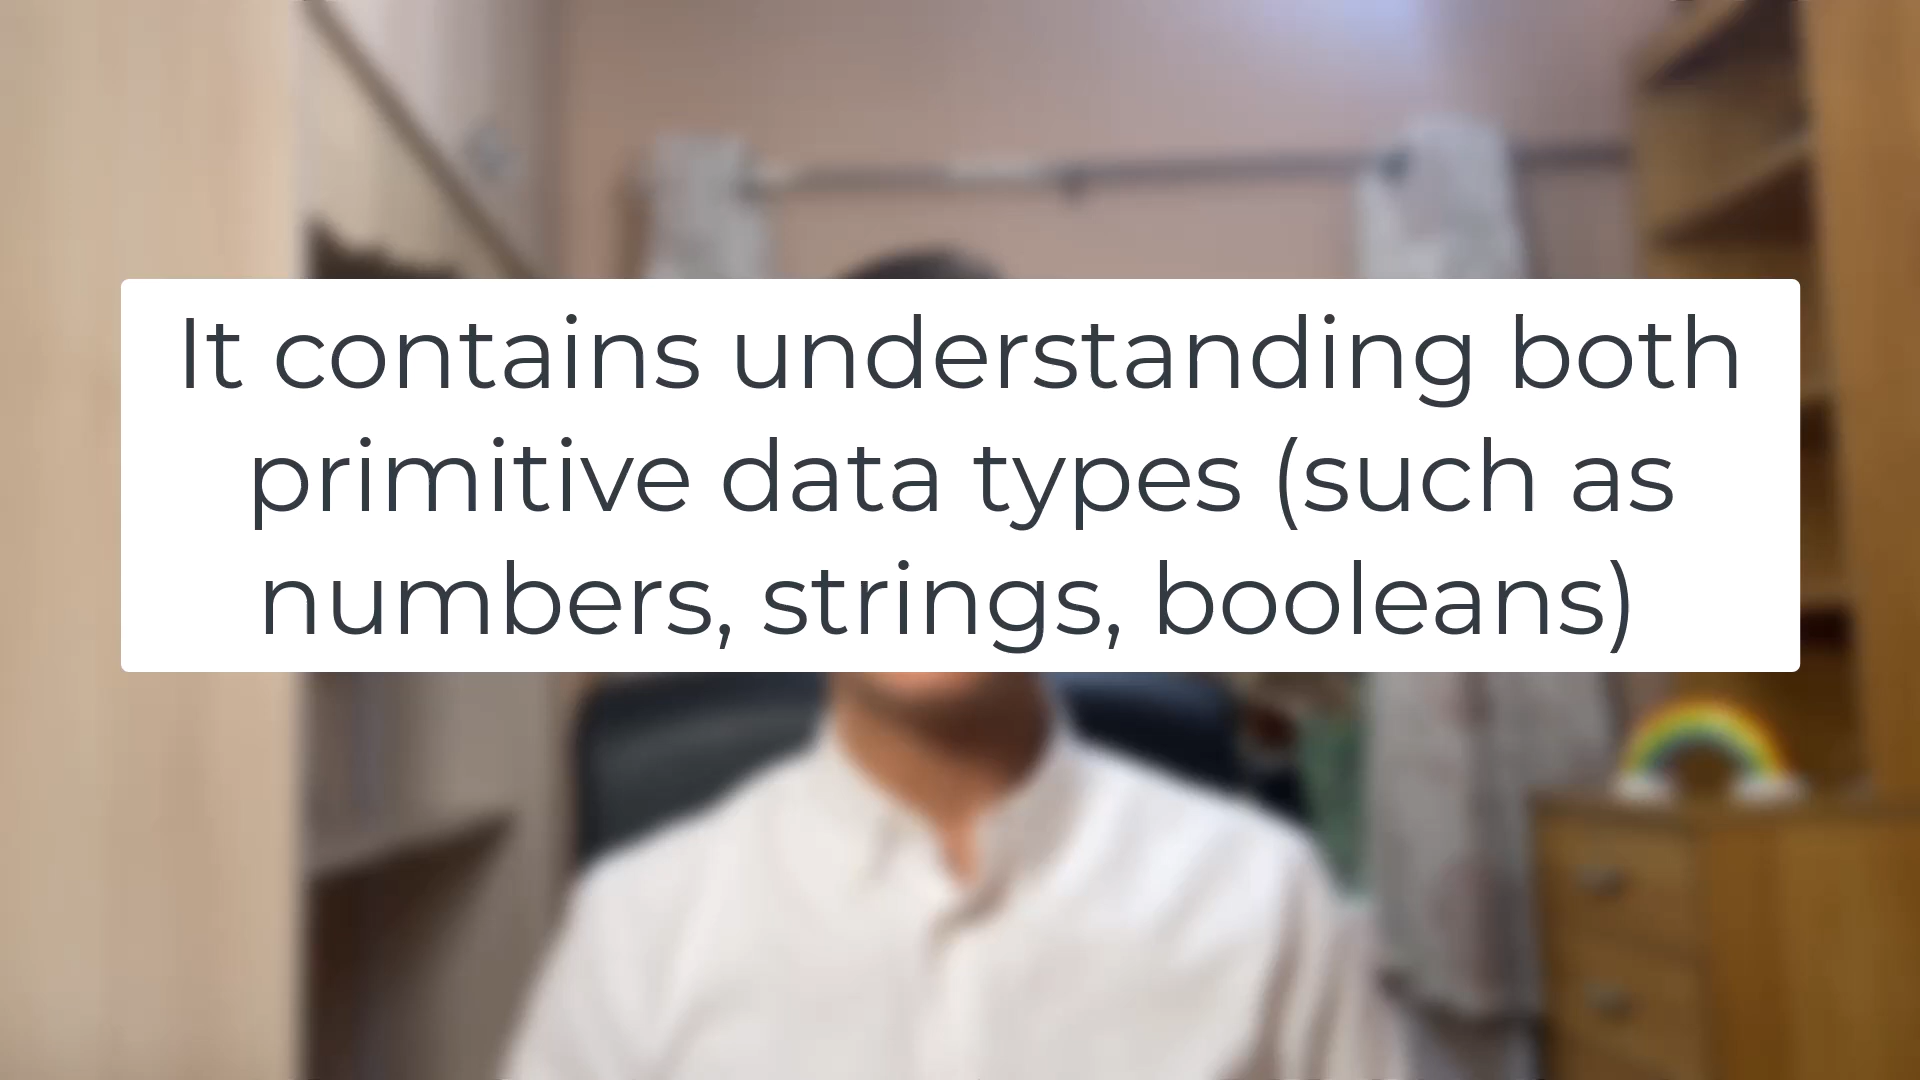 It contains understanding both
primitive data types (such as
numbers, strings, booleans)